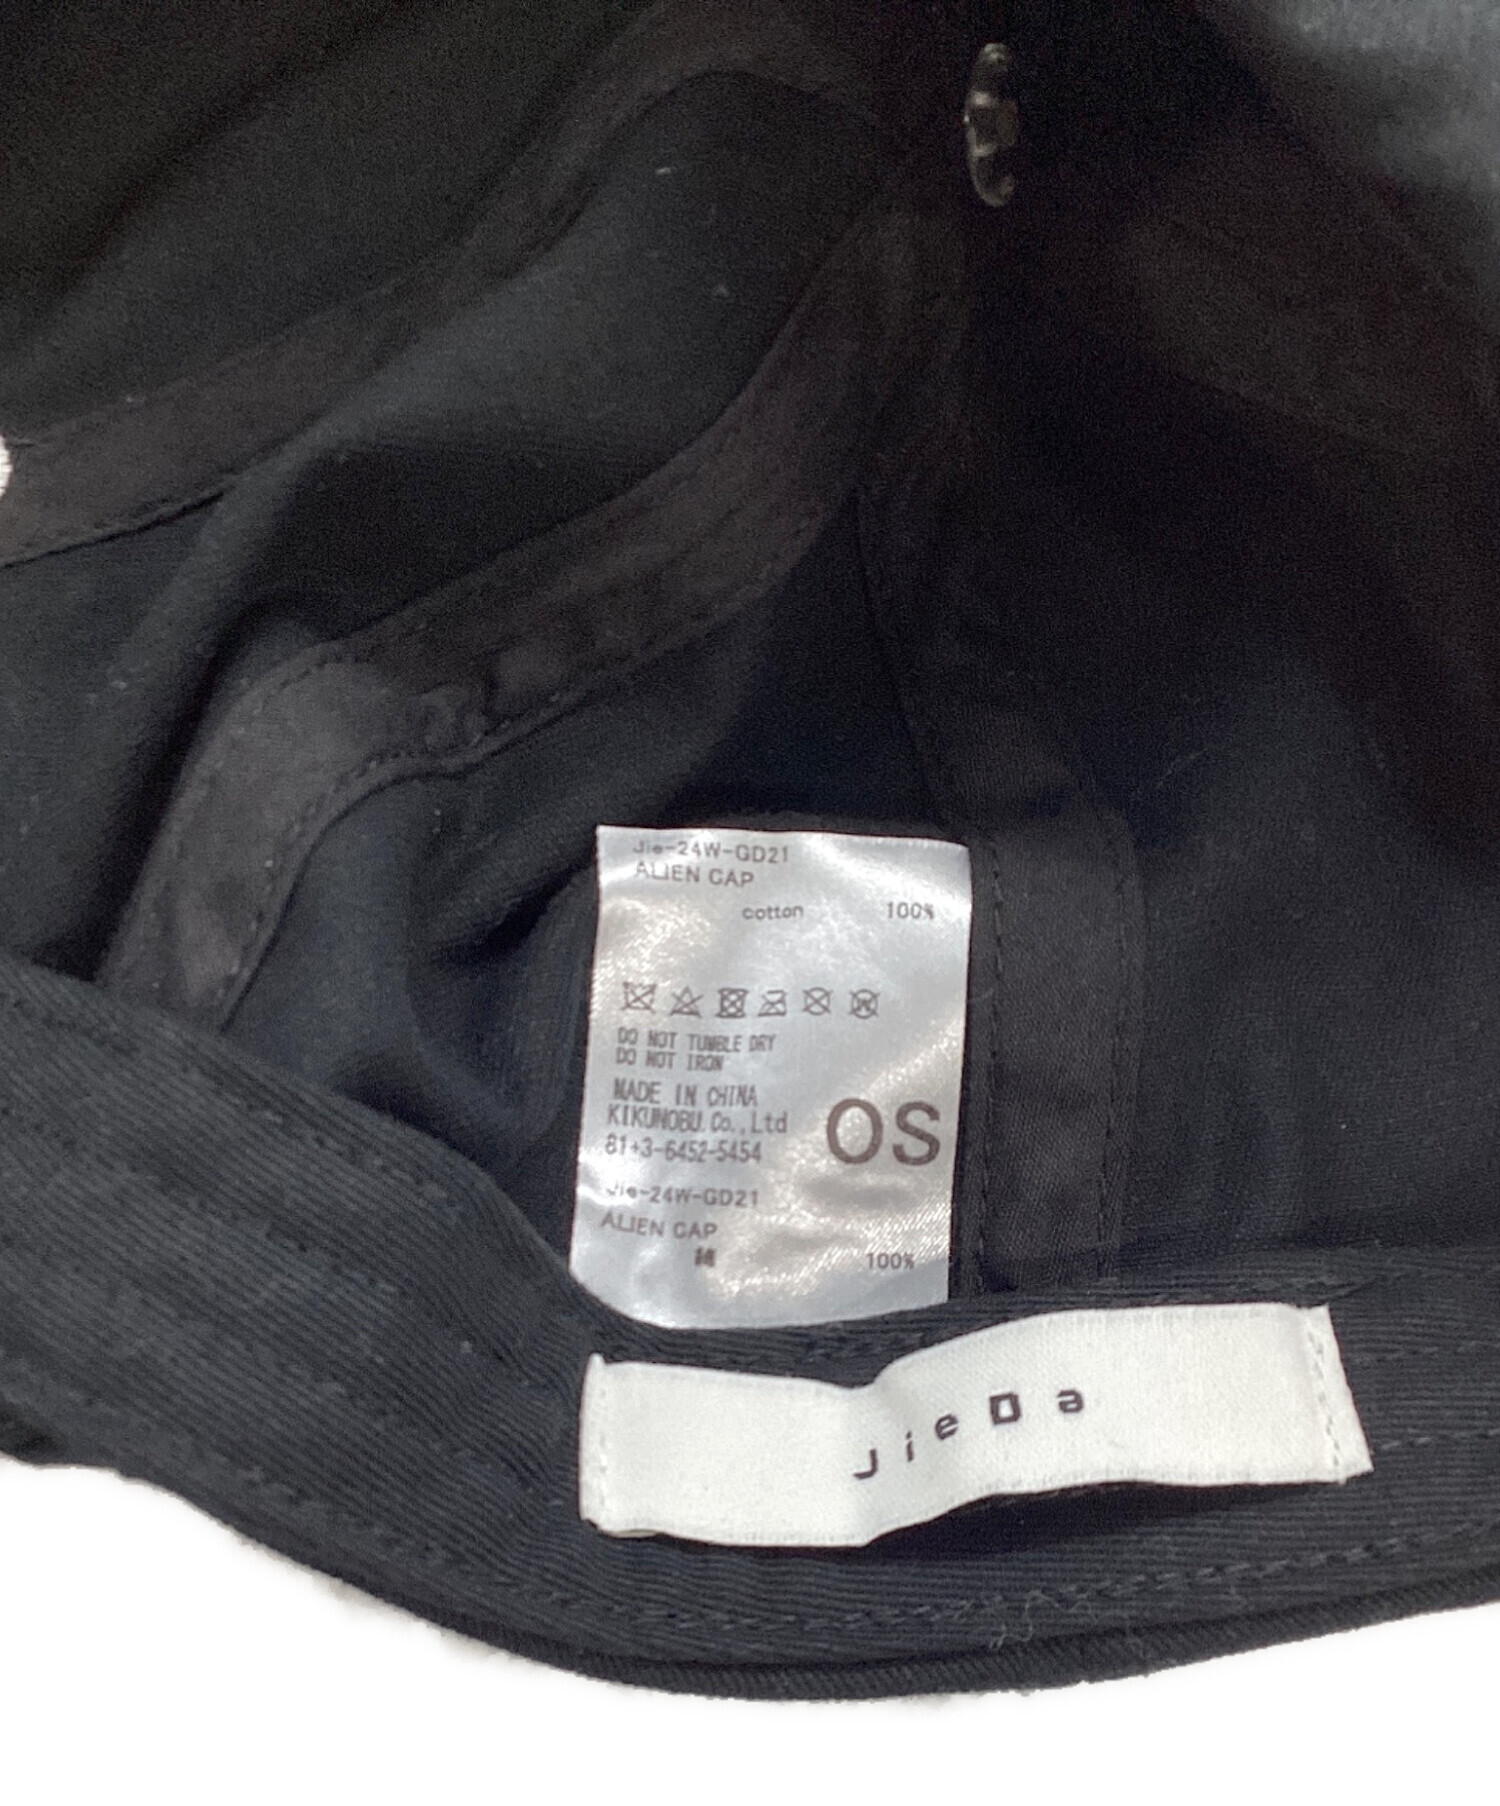 Jie-24W-GD21
ALIEN CAP
cotton 100%
DO NOT TUMBLE DRY
DO NOT IRON
MADE IN CHINA
KIKUNOBU.Co.,Ltd
81+3-6452-5454
OS
Jie-24W-GD21
ALIEN CAP
100%
JieDa